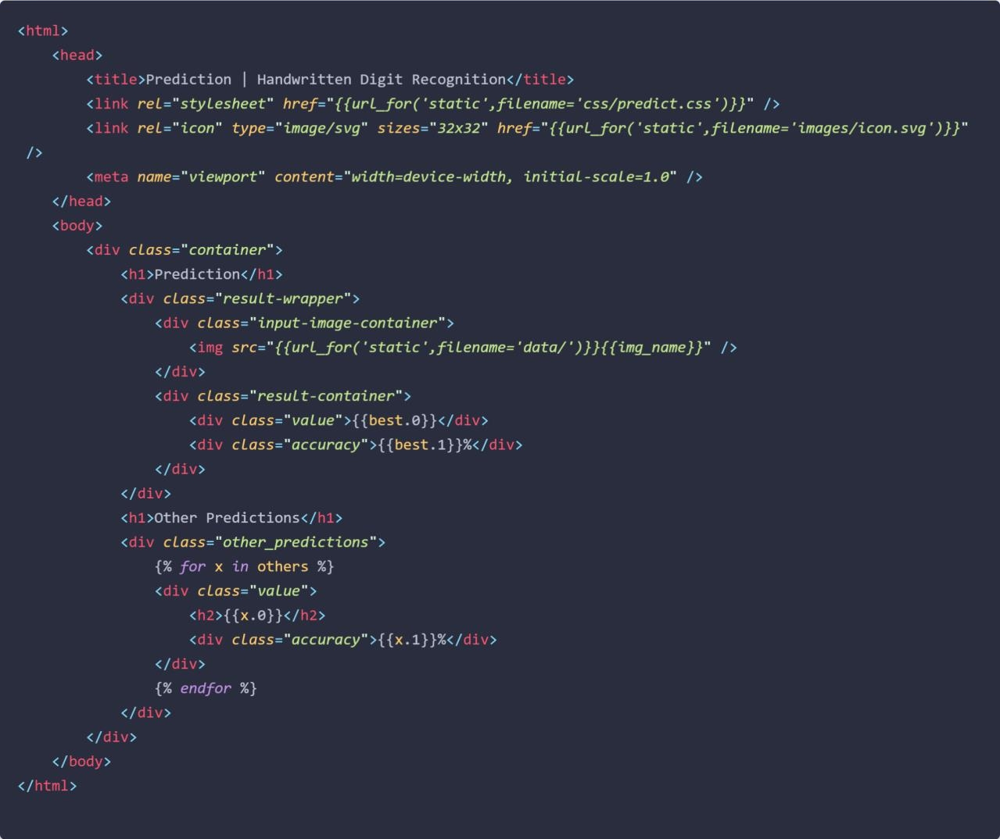 <html>
    <head>
        <title>Prediction | Handwritten Digit Recognition</title>
        <link rel="stylesheet" href="{{url_for('static',filename='css/predict.css')}}" />
        <link rel="icon" type="image/svg" sizes="32x32" href="{{url_for('static',filename='images/icon.svg')}}"
 />
        <meta name="viewport" content="width=device-width, initial-scale=1.0" />
    </head>
    <body>
        <div class="container">
            <h1>Prediction</h1>
            <div class="result-wrapper">
                <div class="input-image-container">
                    <img src="{{url_for('static',filename='data/')}}{{img_name}}" />
                </div>
                <div class="result-container">
                    <div class="value">{{best.0}}</div>
                    <div class="accuracy">{{best.1}}%</div>
                </div>
            </div>
            <h1>Other Predictions</h1>
            <div class="other_predictions">
                {% for x in others %}
                <div class="value">
                    <h2>{{x.0}}</h2>
                    <div class="accuracy">{{x.1}}%</div>
                </div>
                {% endfor %}
            </div>
        </div>
    </body>
</html>